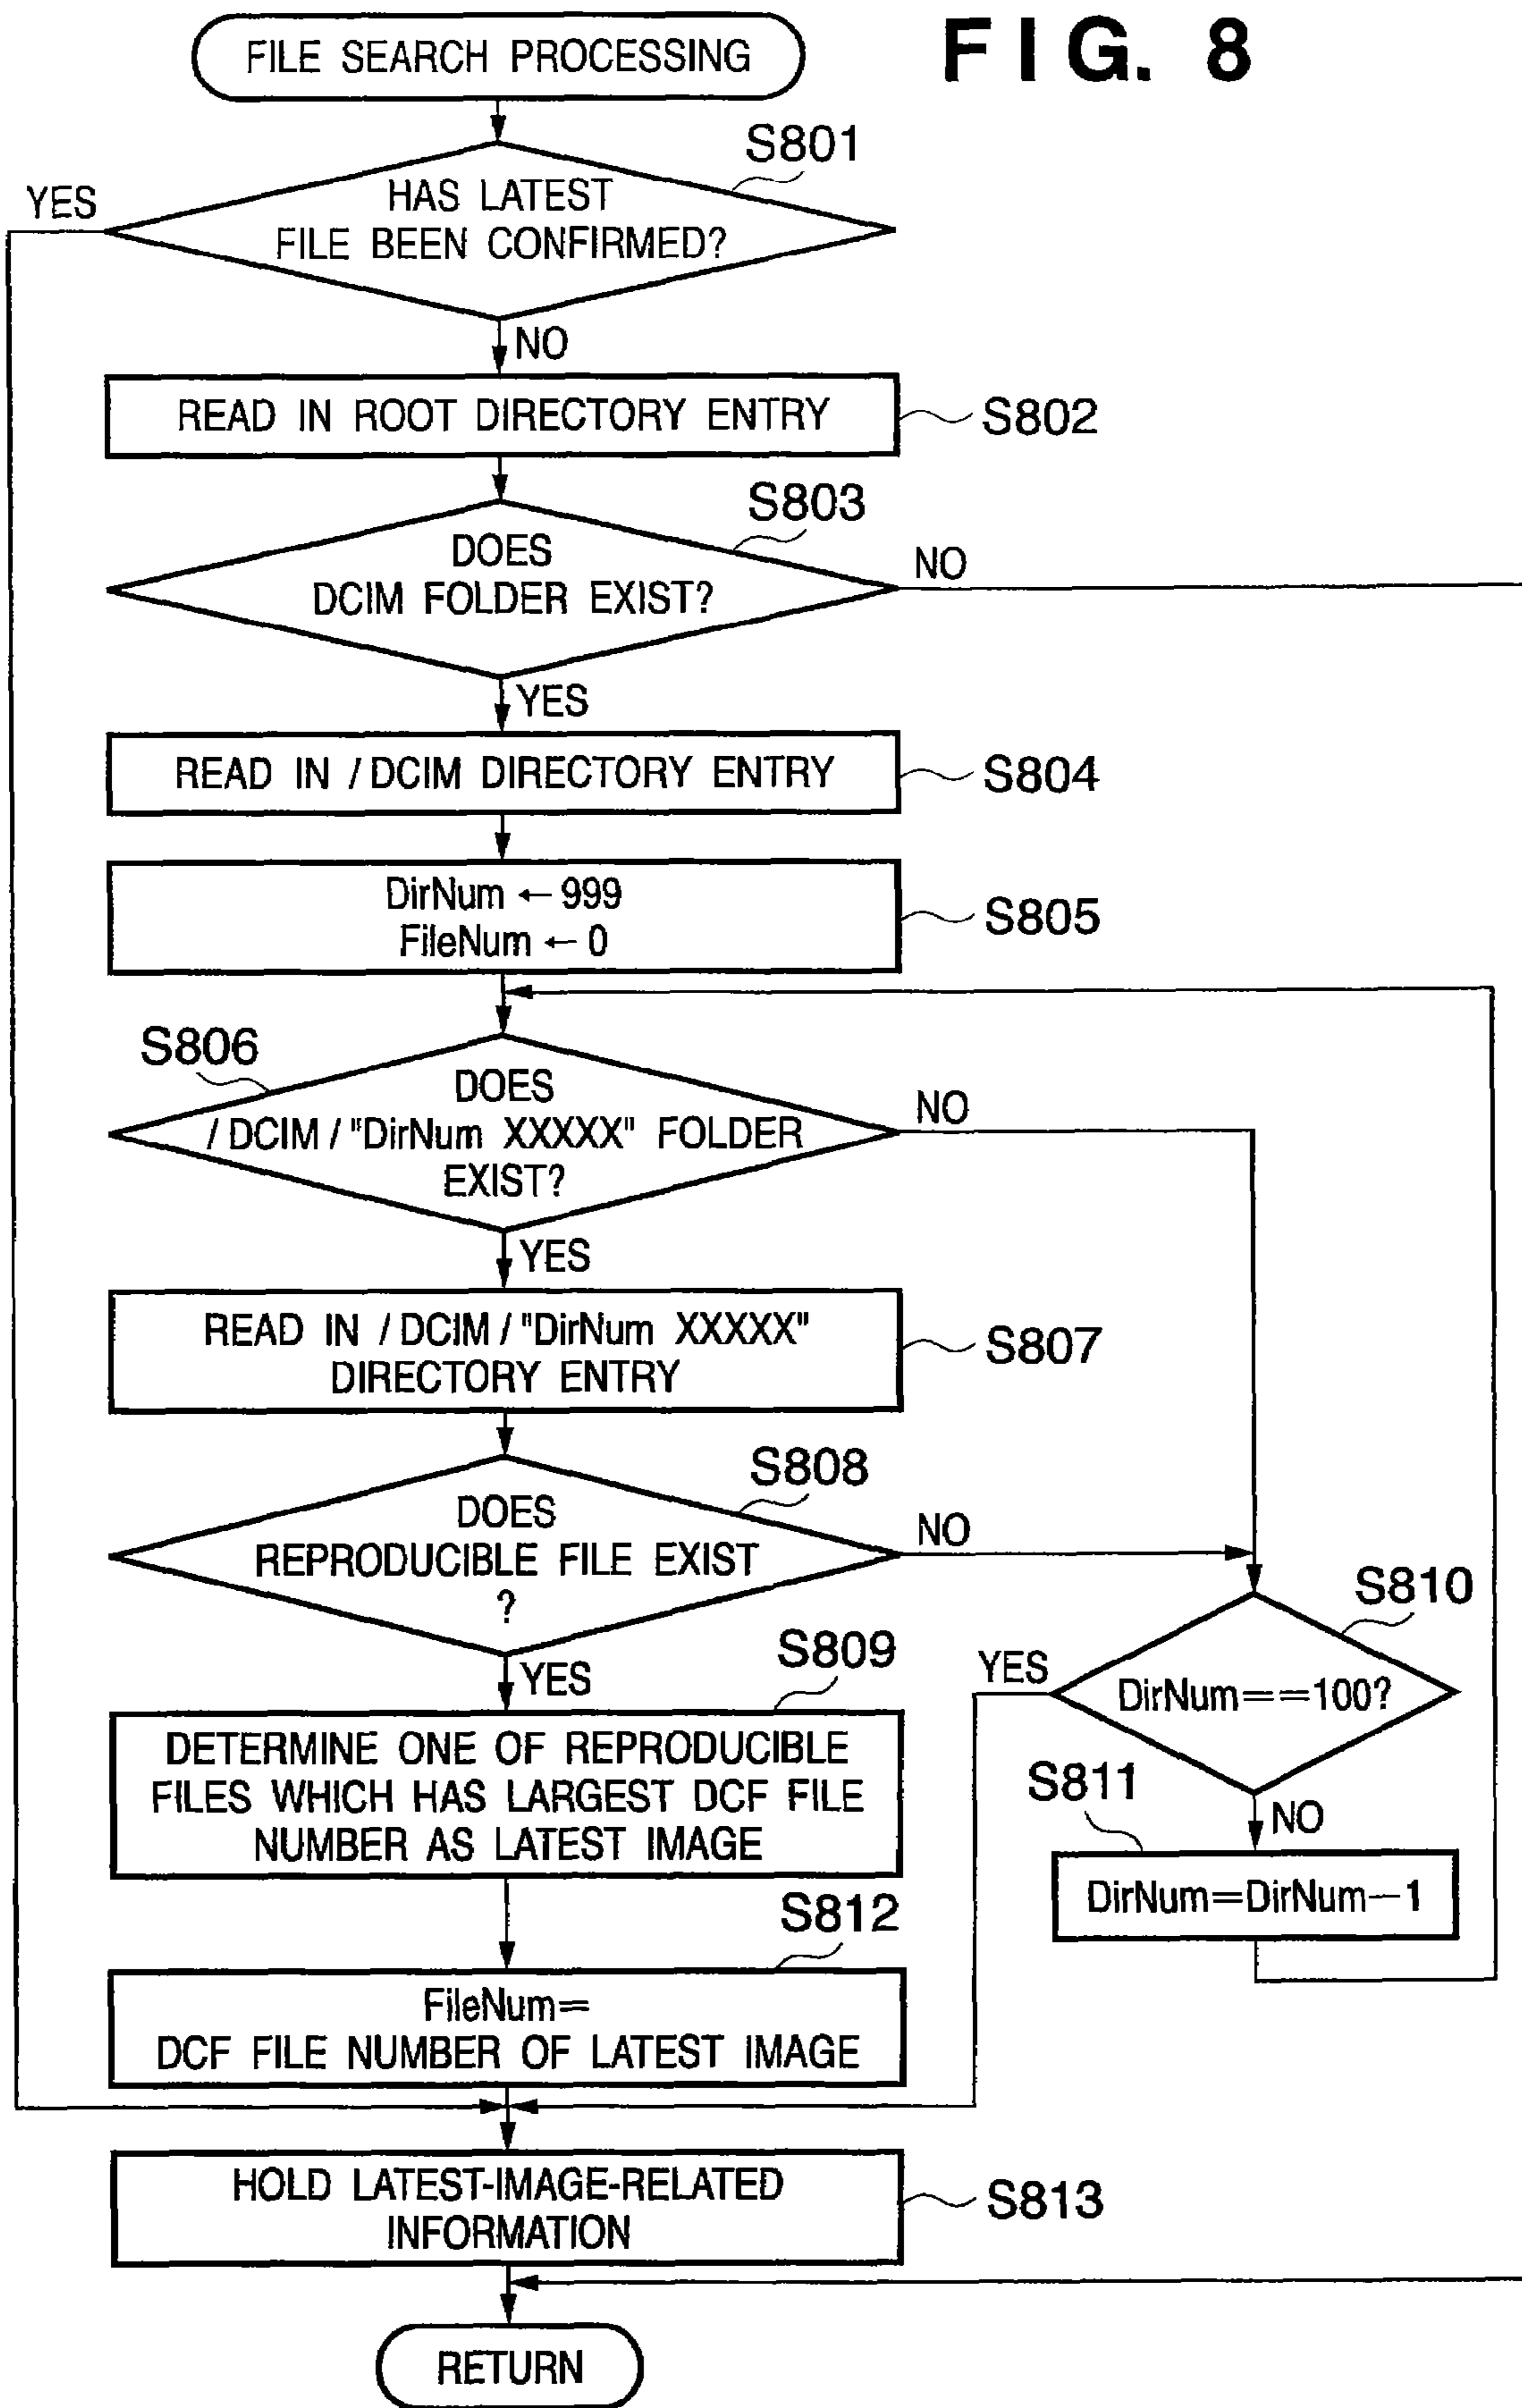 FIG. 8
FILE SEARCH PROCESSING
S801
HAS LATEST
FILE BEEN CONFIRMED?
YES
NO
READ IN ROOT DIRECTORY ENTRY
S802
S803
DOES
DCIM FOLDER EXIST?
NO
YES
READ IN /DCIM DIRECTORY ENTRY
S804
DirNum ← 999
FileNum ← 0
S805
S806
DOES
/DCIM/"DirNum XXXXX" FOLDER
EXIST?
NO
YES
READ IN /DCIM/"DirNum XXXXX"
DIRECTORY ENTRY
S807
S808
DOES
REPRODUCIBLE FILE EXIST
?
NO
YES
S809
DETERMINE ONE OF REPRODUCIBLE
FILES WHICH HAS LARGEST DCF FILE
NUMBER AS LATEST IMAGE
S810
DirNum==100?
YES
NO
S811
DirNum=DirNum−1
S812
FileNum=
DCF FILE NUMBER OF LATEST IMAGE
HOLD LATEST-IMAGE-RELATED
INFORMATION
S813
RETURN